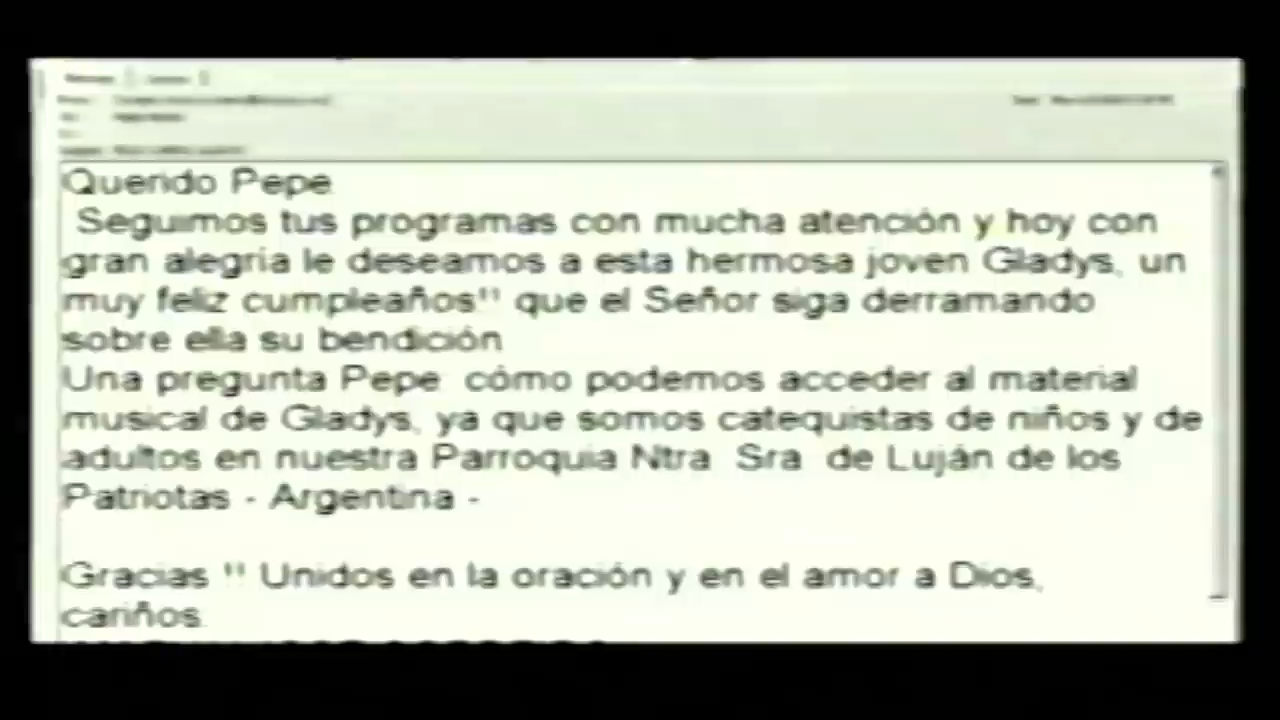 Querido Pepe
Seguimos tus programas con mucha atención y hoy con
gran alegría le deseamos a esta hermosa joven Gladys, un
muy feliz cumpleaños!! que el Señor siga derramando
sobre ella su bendición
Una pregunta Pepe cómo podemos acceder al material
musical de Gladys, ya que somos catequistas de niños y de
adultos en nuestra Parroquia Ntra Sra de Luján de los
Patriotas - Argentina -
Gracias !! Unidos en la oración y en el amor a Dios,
cariños